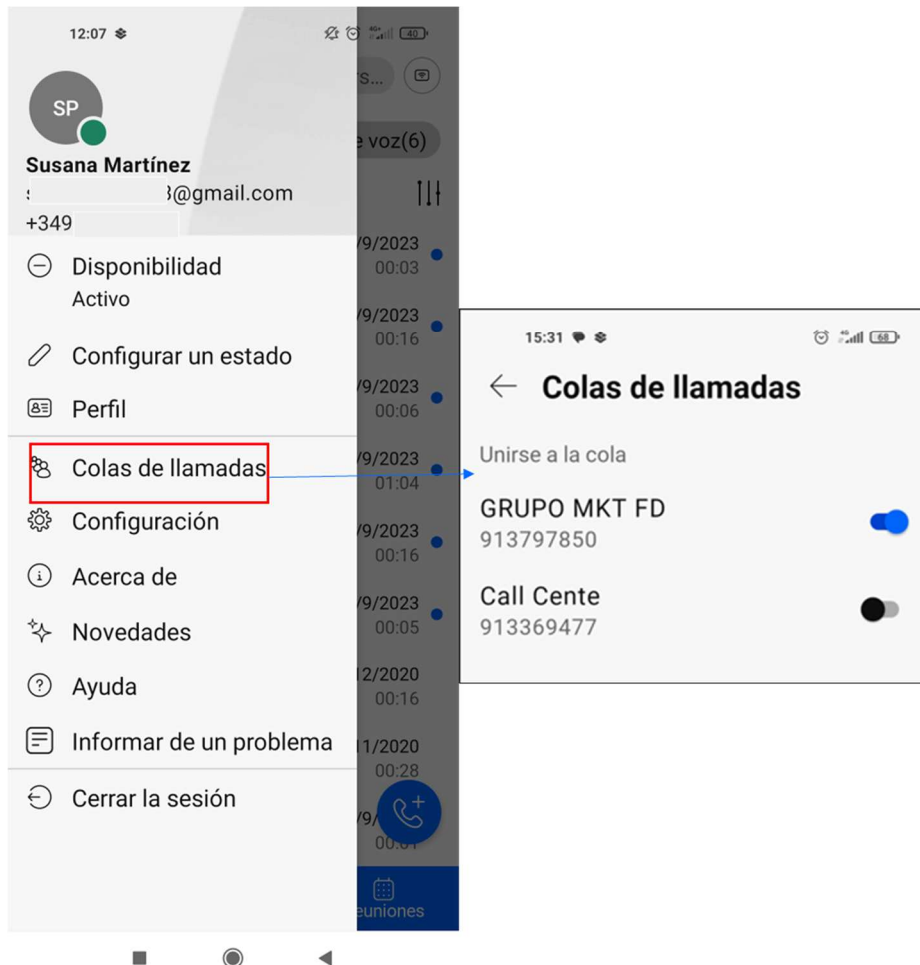 12:07
40
SP
Susana Martínez
@gmail.com
+349
Disponibilidad
Activo
Configurar un estado
Perfil
Colas de llamadas
Configuración
Acerca de
Novedades
Ayuda
Informar de un problema
Cerrar la sesión
e voz(6)
/9/2023
00:03
/9/2023
00:16
/9/2023
00:06
/9/2023
01:04
/9/2023
00:16
/9/2023
00:05
12/2020
00:16
11/2020
00:28
/9/
euniones
15:31
4G
68
Colas de llamadas
Unirse a la cola
GRUPO MKT FD
913797850
Call Cente
913369477